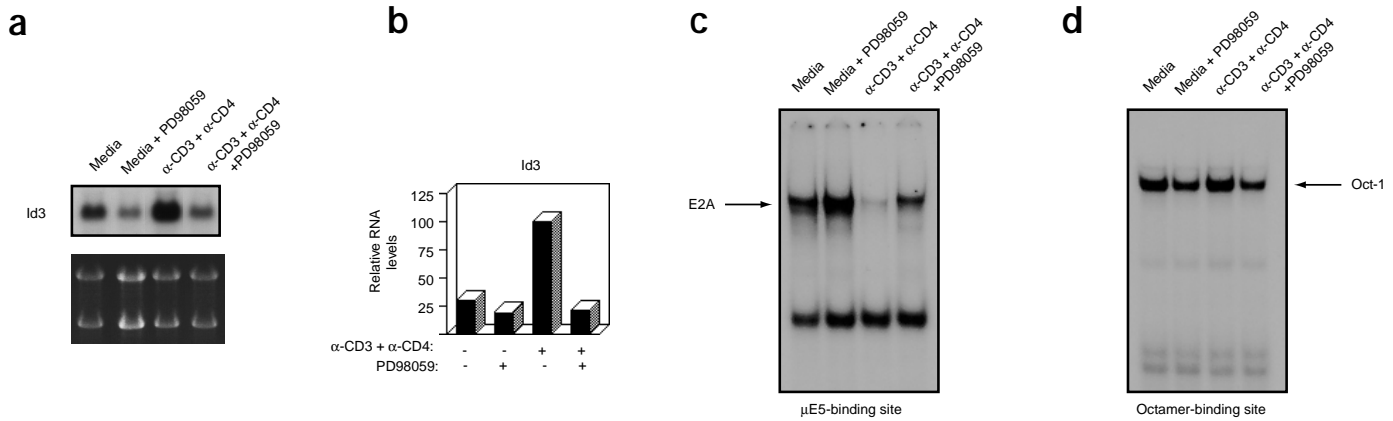 a
Media
Media + PD98059
α-CD3 + α-CD4
α-CD3 + α-CD4
+PD98059
Id3
b
Id3
Relative RNA
levels
125
100
75
50
25
α-CD3 + α-CD4: - - + +
PD98059: - + - +
c
Media
Media + PD98059
α-CD3 + α-CD4
α-CD3 + α-CD4
+PD98059
E2A
μE5-binding site
d
Media
Media + PD98059
α-CD3 + α-CD4
α-CD3 + α-CD4
+PD98059
Oct-1
Octamer-binding site